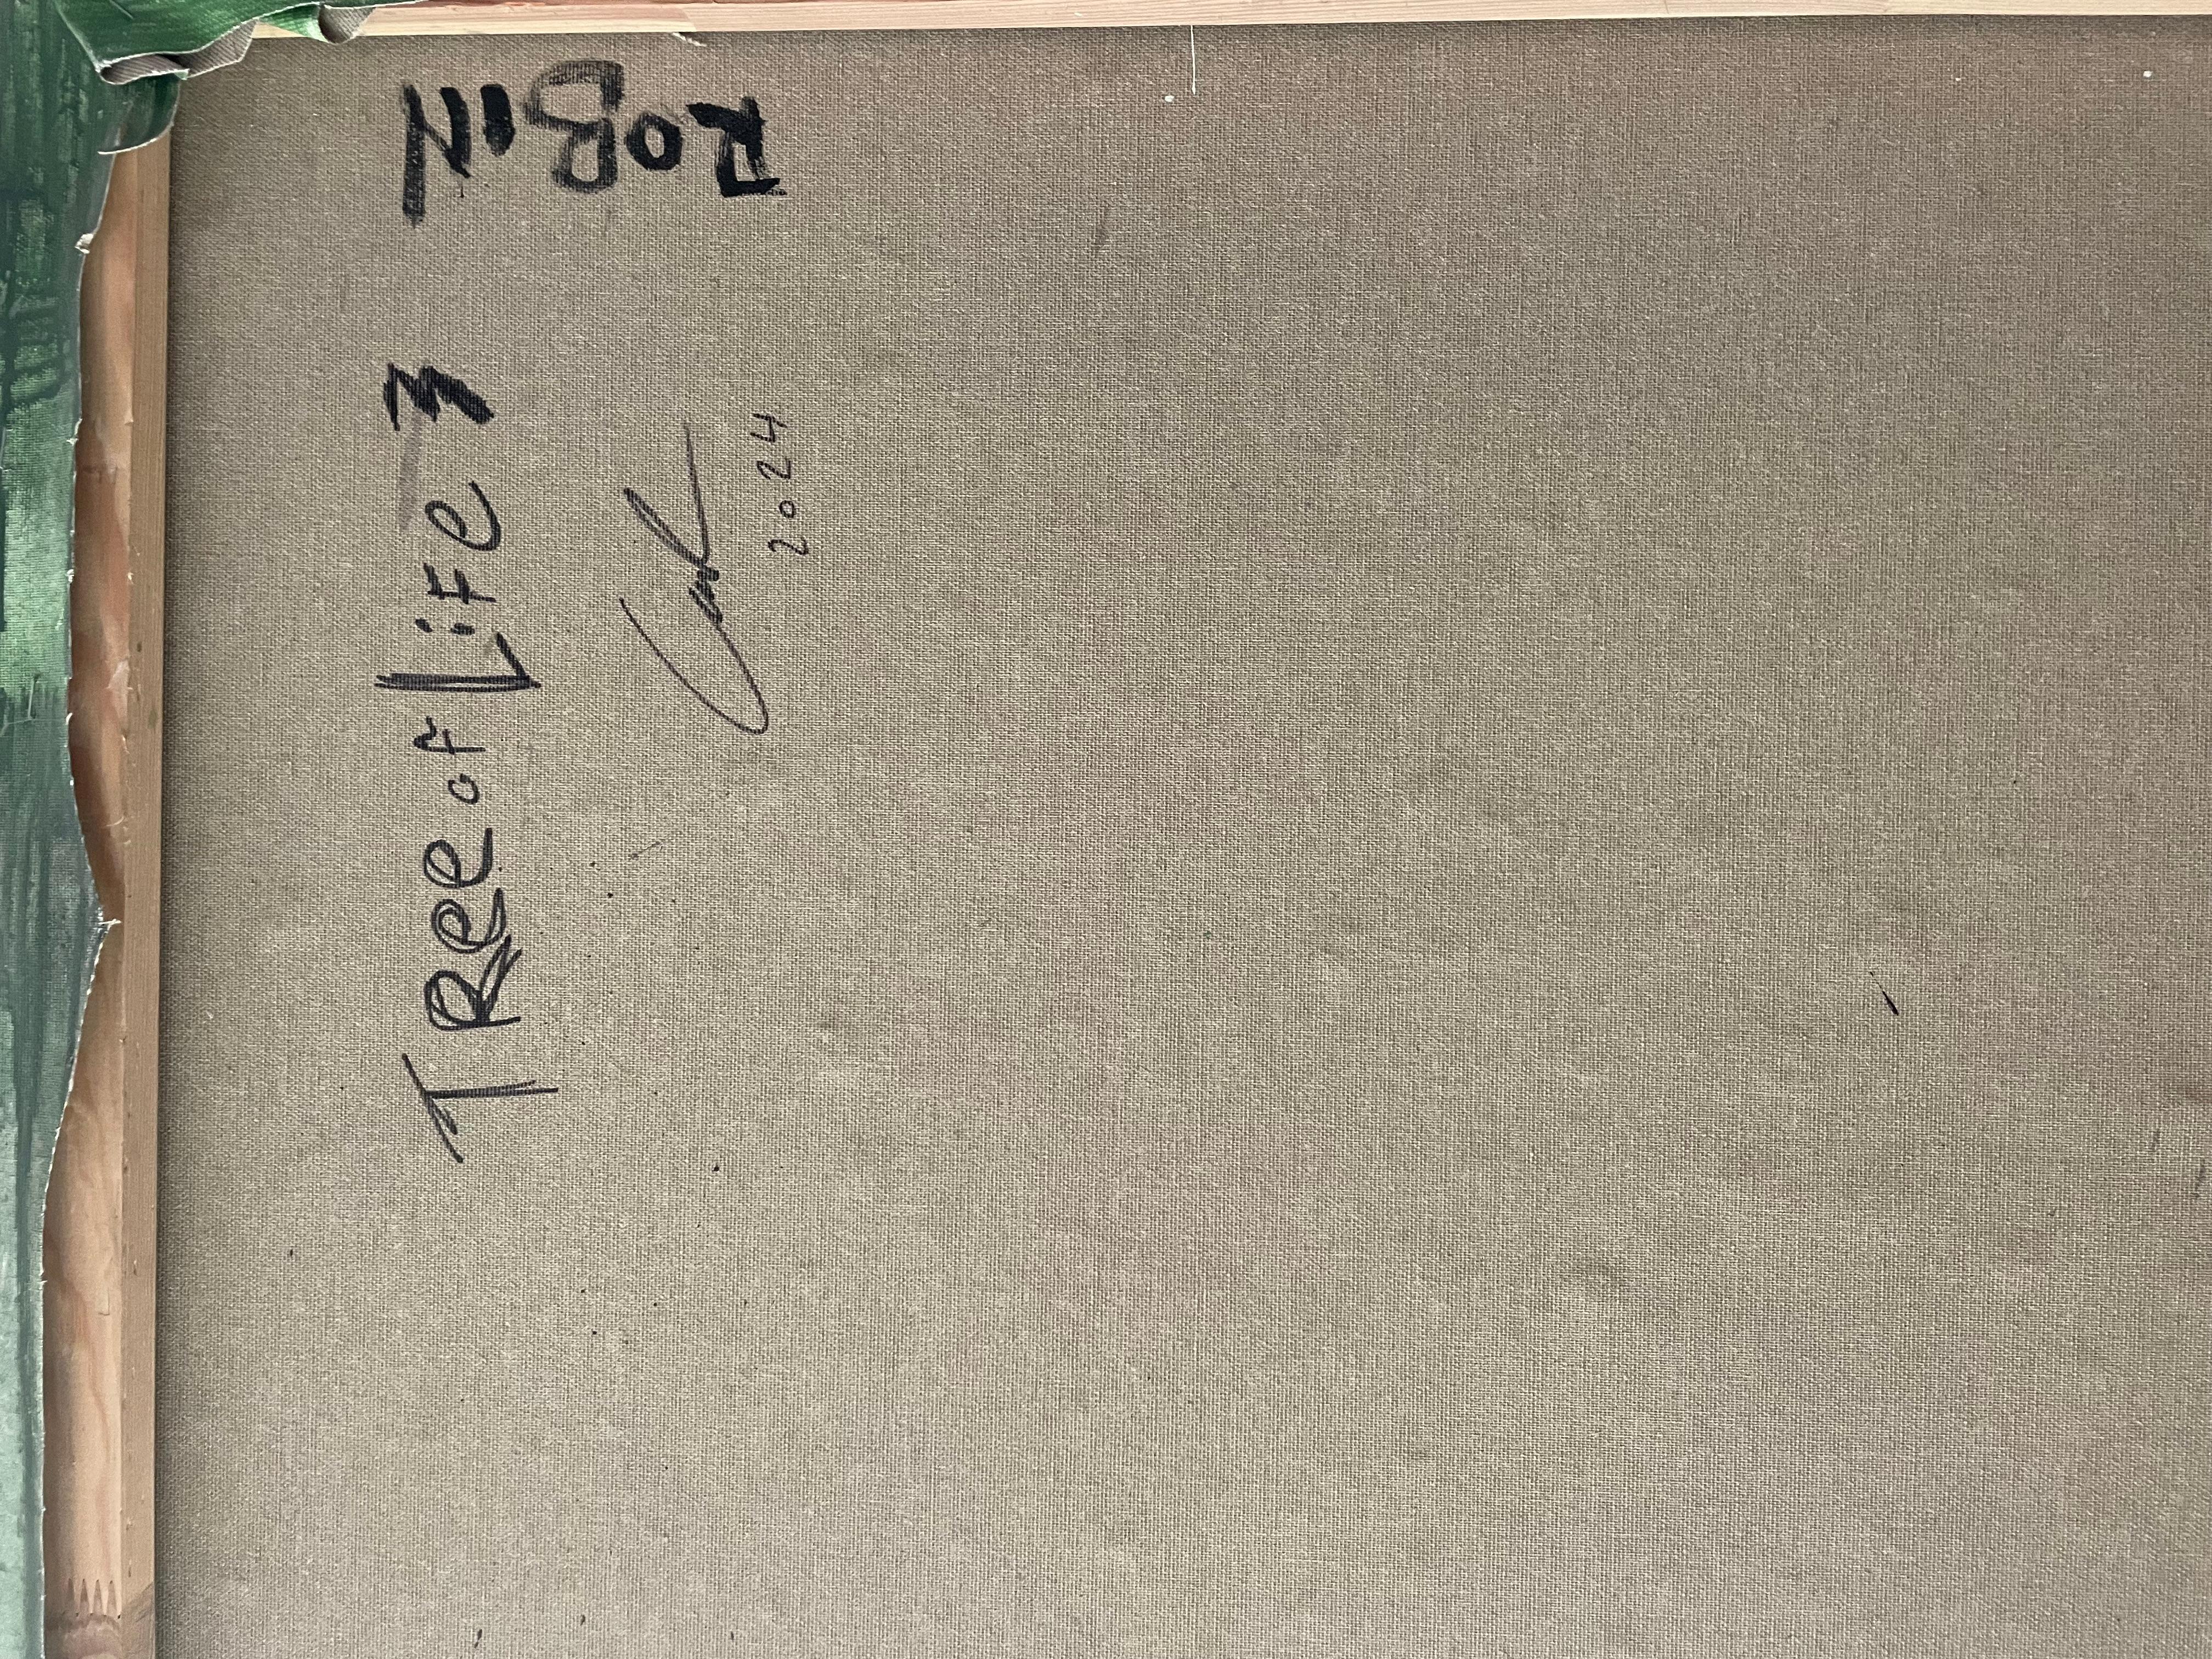 ROBIN
TRee of Life 3
2024